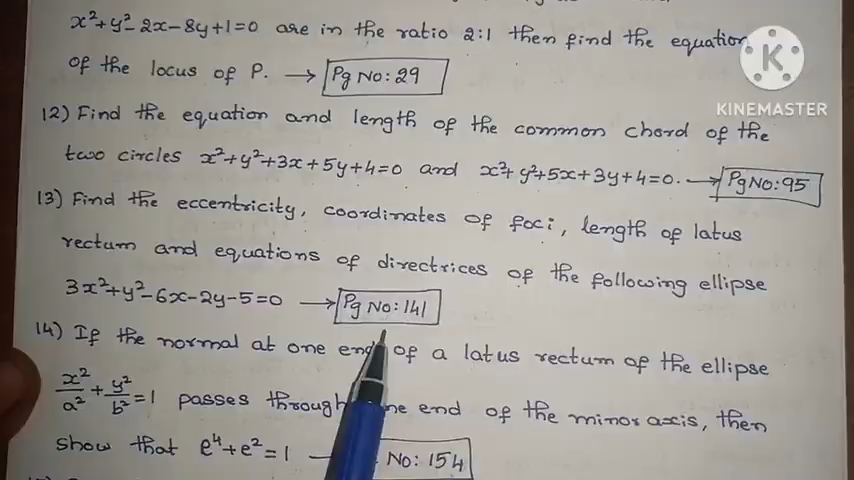 x²+y²-2x-8y+1=0 are in the ratio 2:1 then find the equation
of the locus of P. → Pg No:29
K
KINEMASTER
12) Find the equation and length of the common chord of the
two circles x²+y²+3x+5y+4=0 and x²+y²+5x+3y+4=0. → Pg No:95
13) Find the eccentricity, coordinates of foci, length of latus
rectum and equations of directrices of the following ellipse
3x²+y²-6x-2y-5=0 → Pg No:141
14) If the normal at one end of a latus rectum of the ellipse
x²/a²+y²/b²=1 passes through one end of the minor axis, then
show that e⁴+e²=1 → No: 154